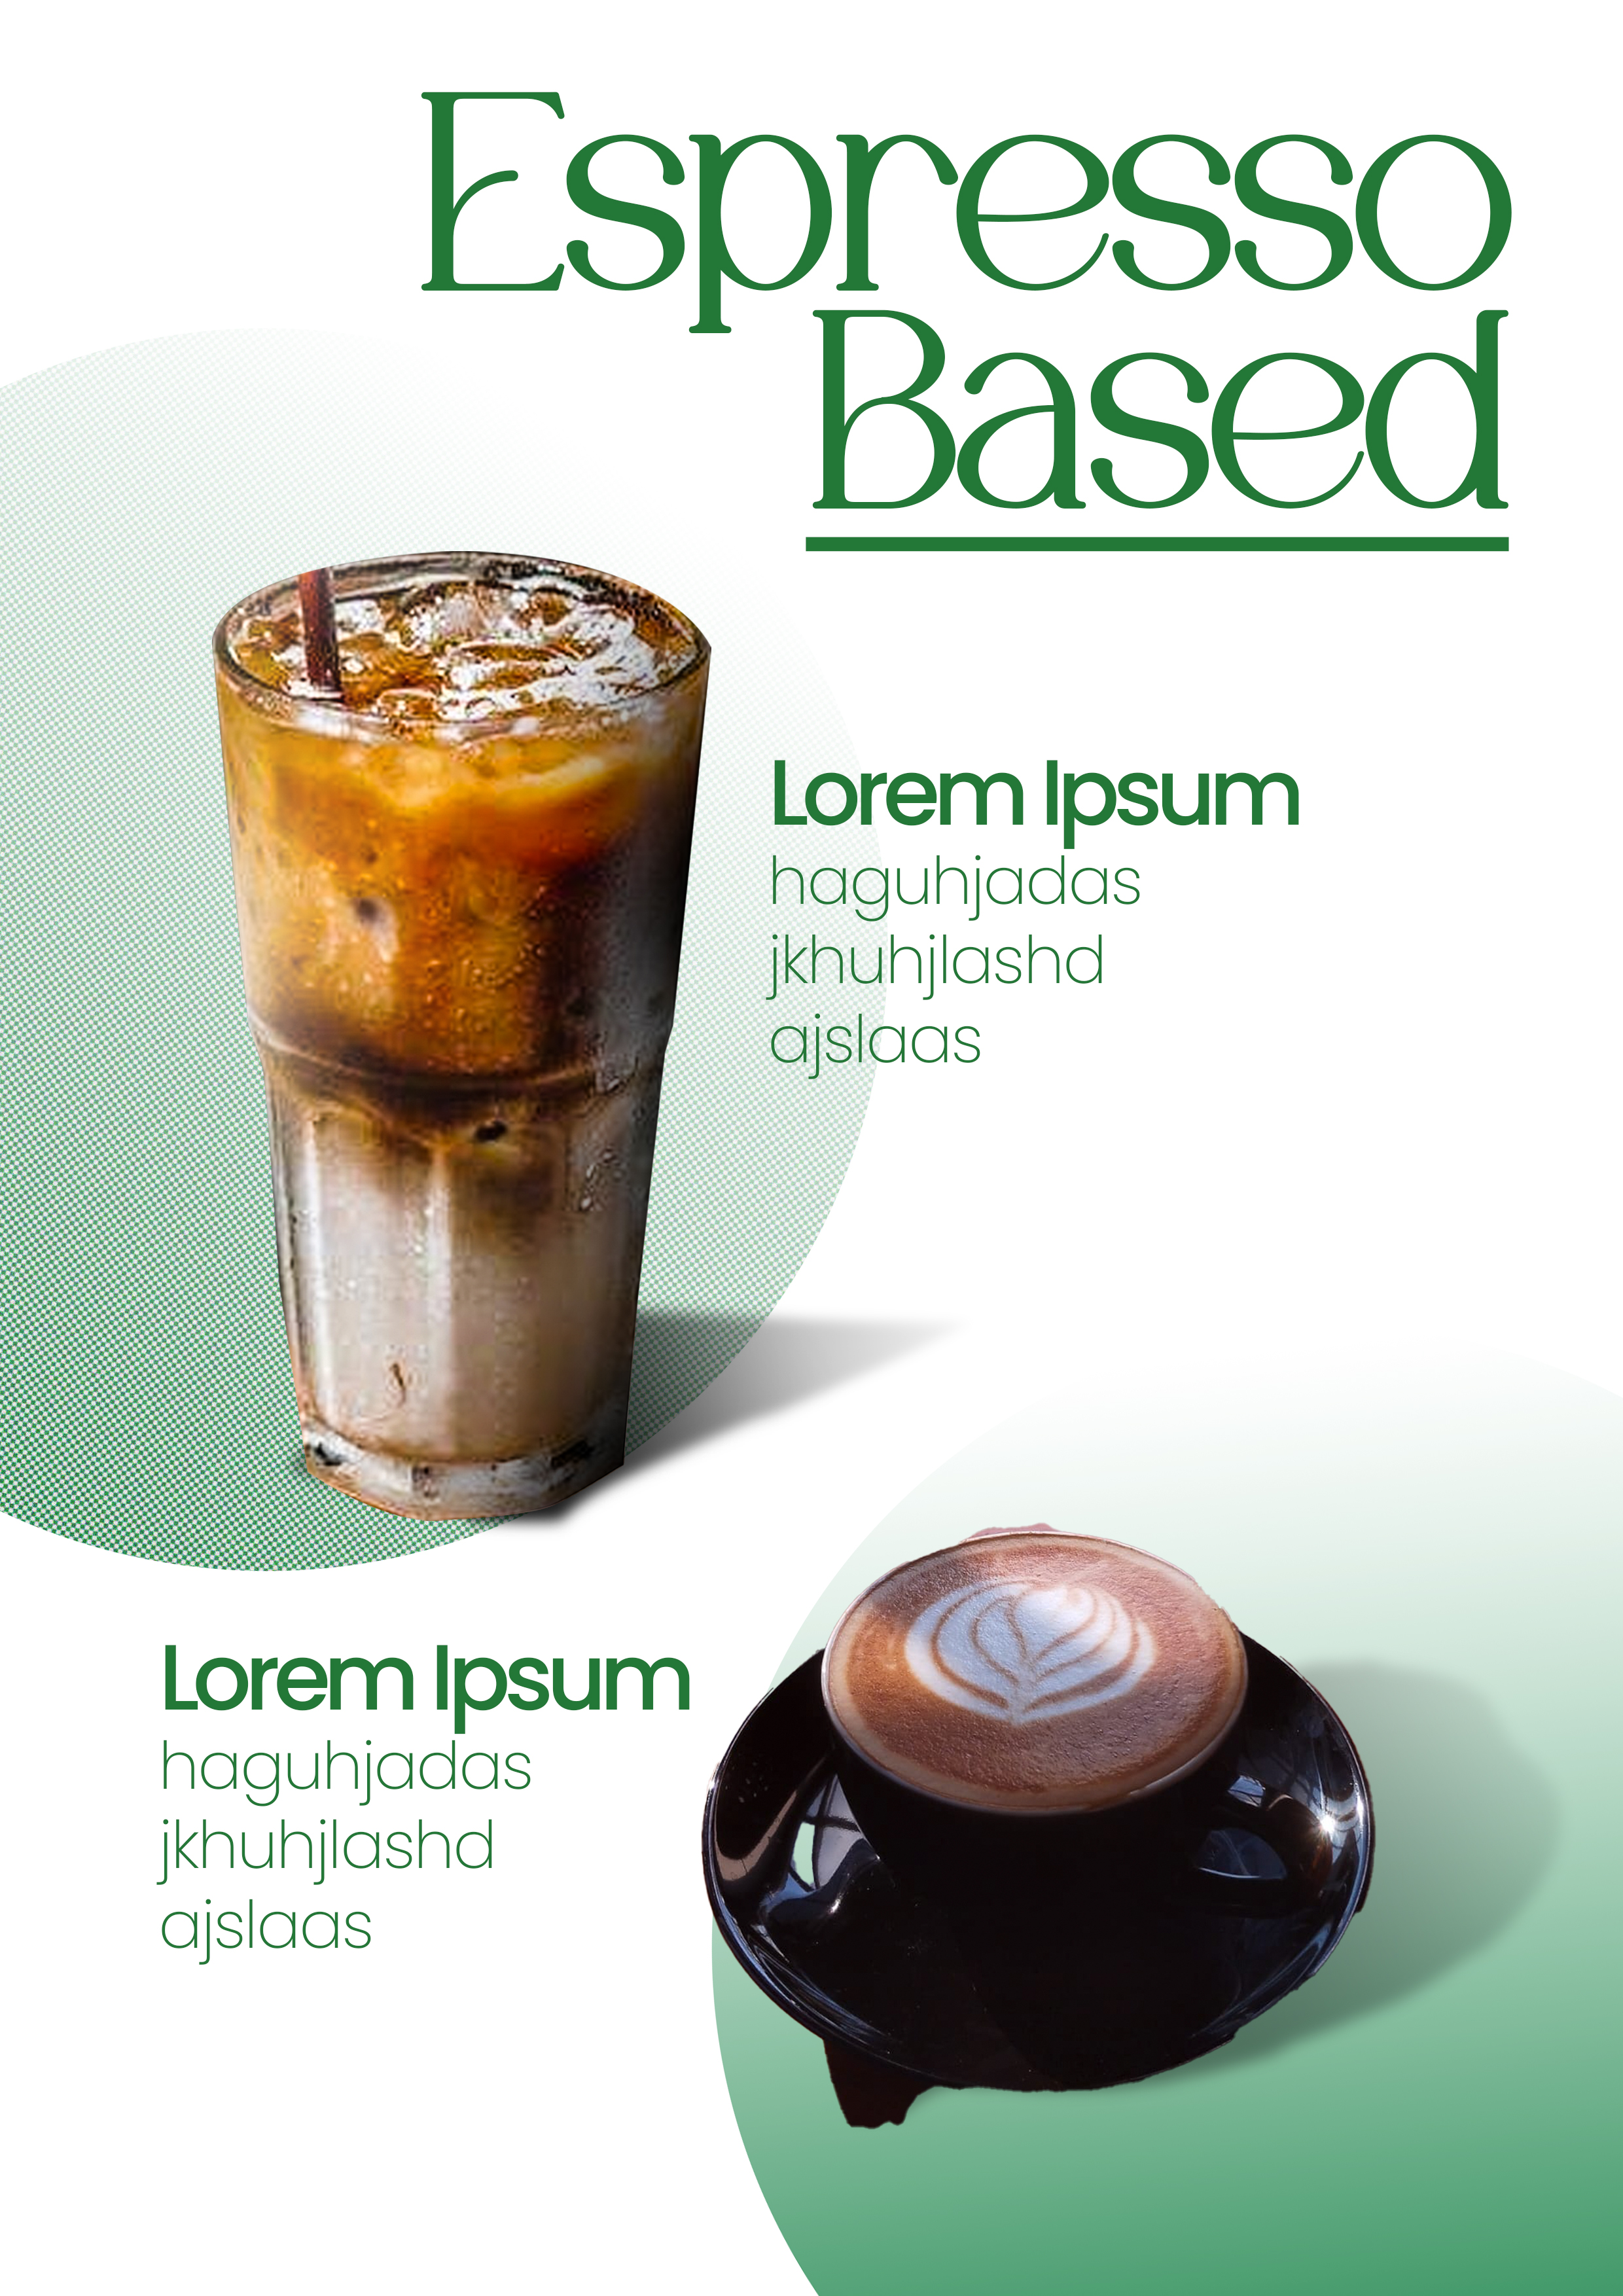 Espresso
Based
Lorem Ipsum
haguhjadas
jkhuhjlashd
ajslaas
Lorem Ipsum
haguhjadas
jkhuhjlashd
ajslaas